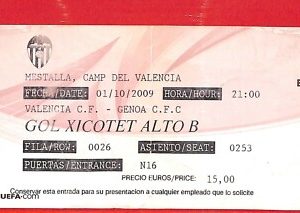 MESTALLA, CAMP DEL VALENCIA
FECHA/DATE: 01/10/2009 HORA/HOUR: 21:00
VALENCIA C.F. - GENOA C.F.C
GOL XICOTET ALTO B
FILA/ROW: 0026 ASIENTO/SEAT: 0253
PUERTAS/ENTRANCE: N16
PRECIO EUROS/PRICE: 15,00
Conservar esta entrada para su presentacion a cualquier empleado que lo solicite
UEFA.com